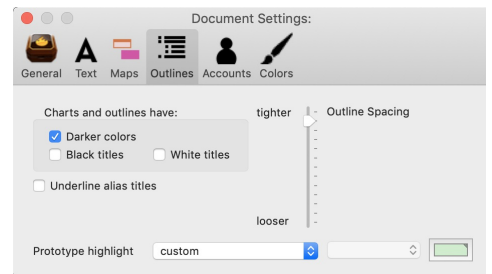 Document Settings:
General Text Maps Outlines Accounts Colors
Charts and outlines have:
tighter
Outline Spacing
Darker colors
Black titles
White titles
Underline alias titles
looser
Prototype highlight
custom